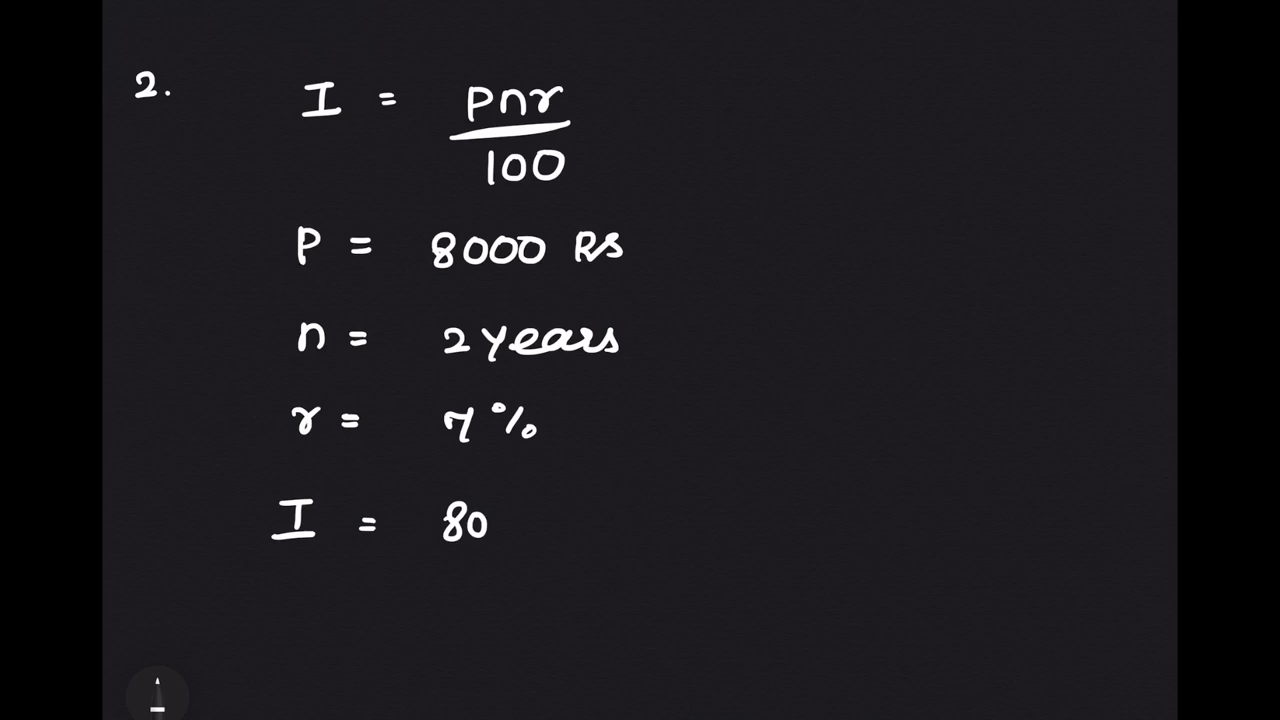 2. I = pnr
100
P = 8000 Rs
n = 2 years
r = 7 %
I = 80